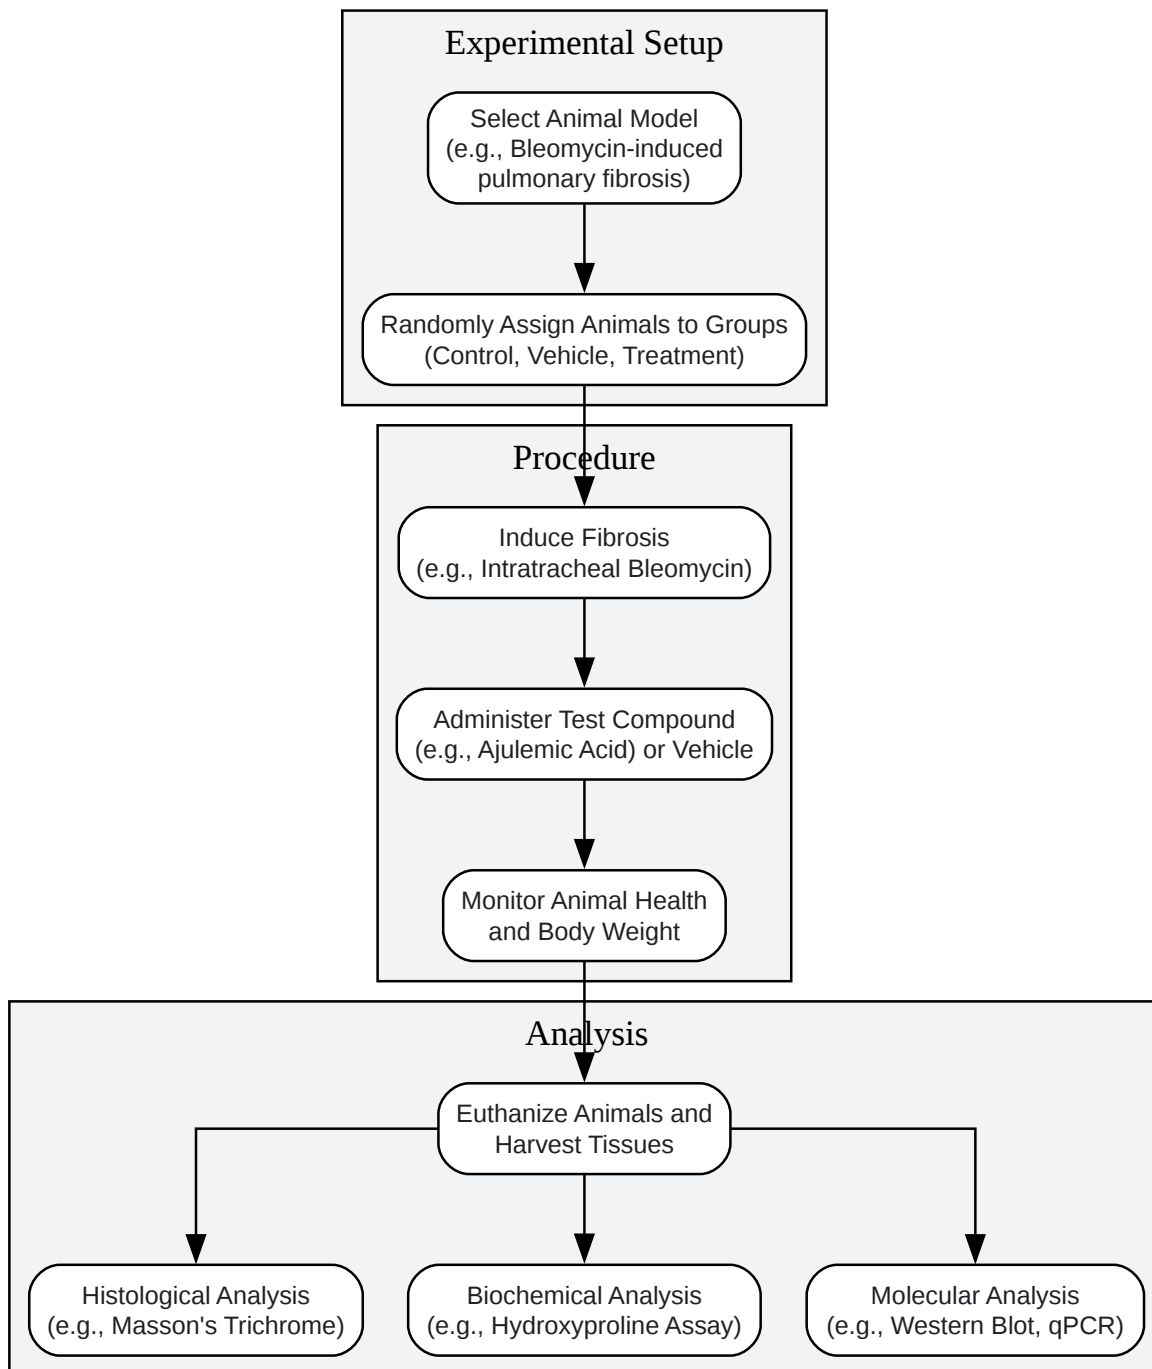 Experimental Setup
Select Animal Model
(e.g., Bleomycin-induced
pulmonary fibrosis)
Randomly Assign Animals to Groups
(Control, Vehicle, Treatment)
Procedure
Induce Fibrosis
(e.g., Intratracheal Bleomycin)
Administer Test Compound
(e.g., Ajulemic Acid) or Vehicle
Monitor Animal Health
and Body Weight
Analysis
Euthanize Animals and
Harvest Tissues
Histological Analysis
(e.g., Masson's Trichrome)
Biochemical Analysis
(e.g., Hydroxyproline Assay)
Molecular Analysis
(e.g., Western Blot, qPCR)